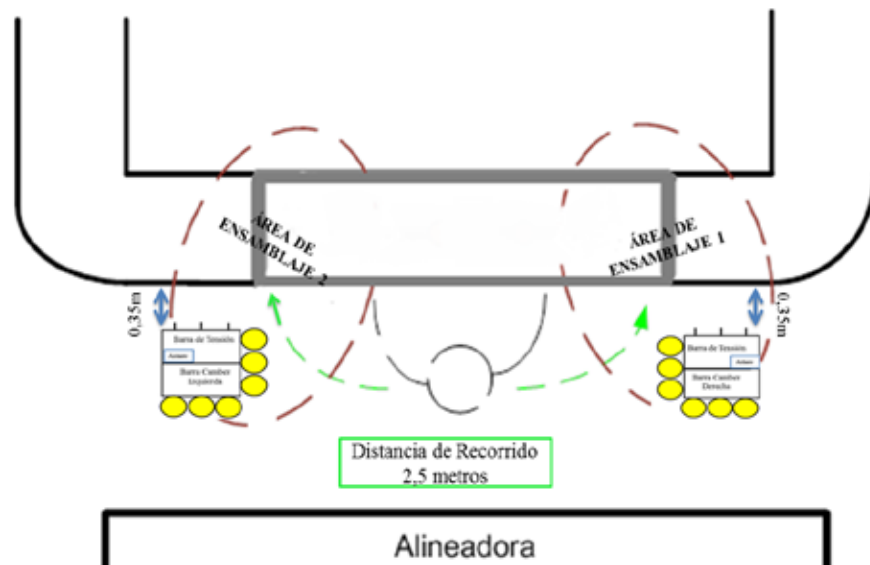 ÁREA DE
ENSAMBLAJE 2
ÁREA DE
ENSAMBLAJE 1
0,35m
0,35m
Barra de Tensión
Barra Camber
Izquierda
Barra de Tensión
Barra Camber
Derecha
Distancia de Recorrido
2,5 metros
Alineadora